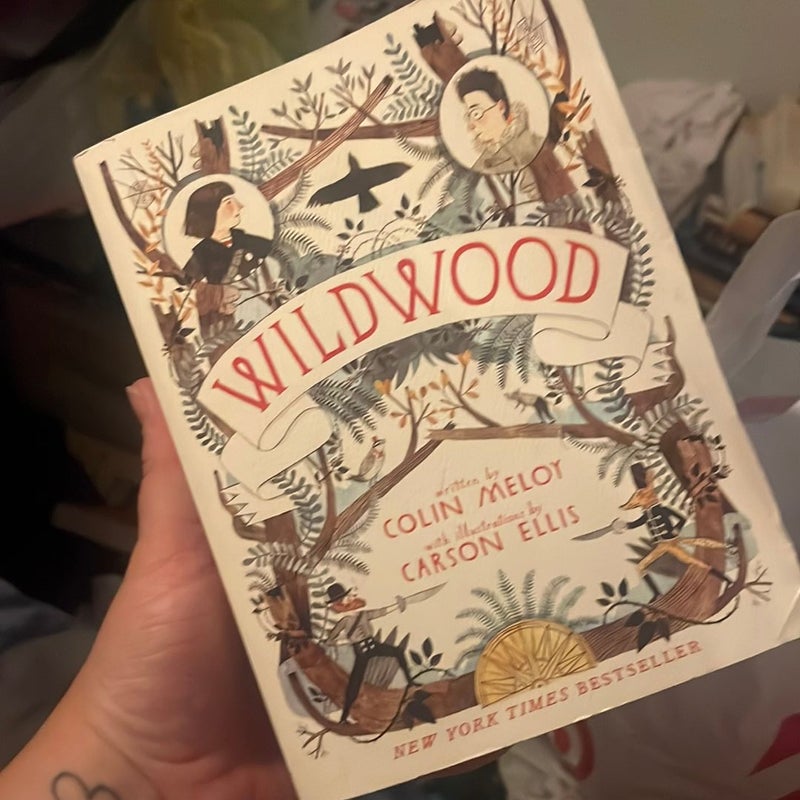 WILDWOOD
written by
COLIN MELOY
with illustrations by
CARSON ELLIS
NEW YORK TIMES BESTSELLER